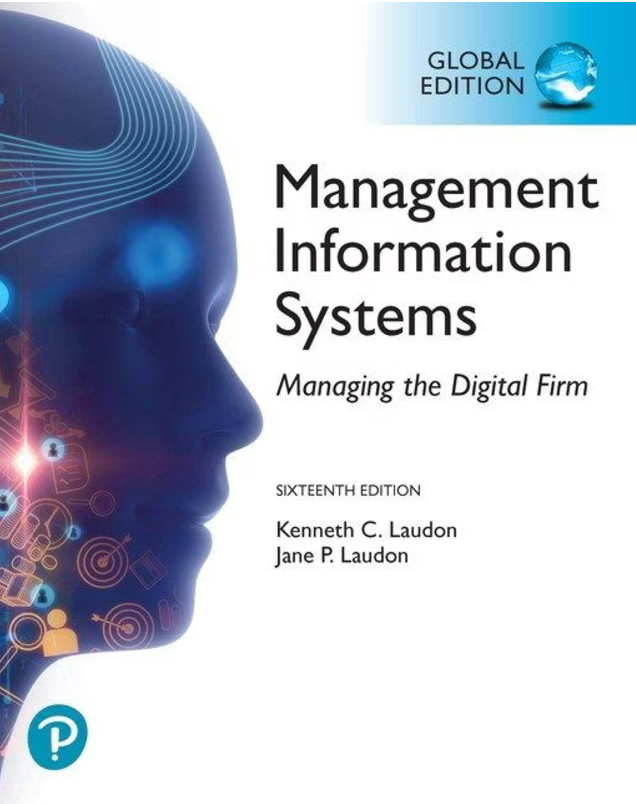 GLOBAL
EDITION
Management
Information
Systems
Managing the Digital Firm
SIXTEENTH EDITION
Kenneth C. Laudon
Jane P. Laudon
P